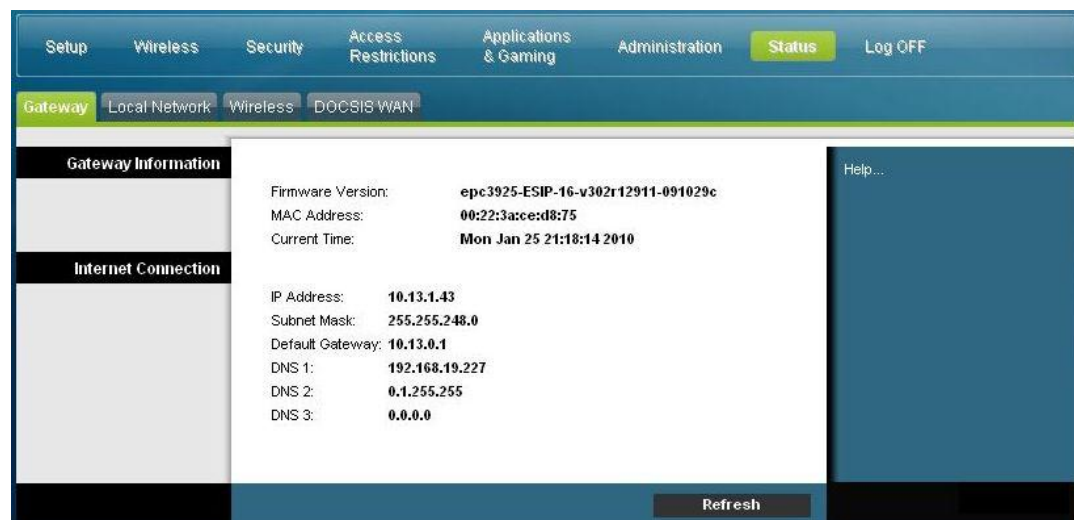 Setup Wireless Security Access Restrictions Applications & Gaming Administration Status Log OFF
Gateway Local Network Wireless DOCSIS WAN
Gateway Information
Help...
Firmware Version: epc3925-ESIP-16-v302r12911-091029c
MAC Address: 00:22:3a:ce:d8:75
Current Time: Mon Jan 25 21:18:14 2010
Internet Connection
IP Address: 10.13.1.43
Subnet Mask: 255.255.248.0
Default Gateway: 10.13.0.1
DNS 1: 192.168.19.227
DNS 2: 0.1.255.255
DNS 3: 0.0.0.0
Refresh